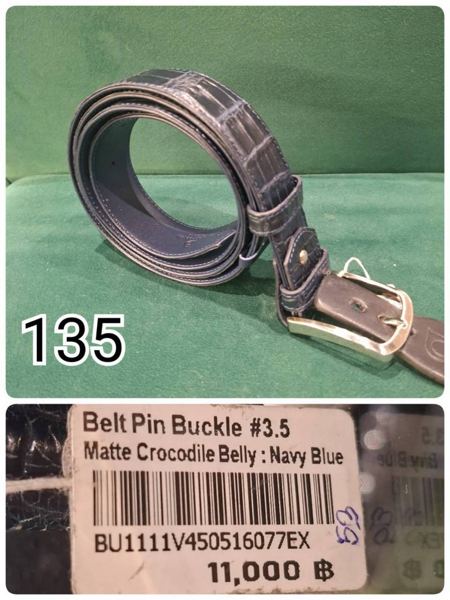 135
Belt Pin Buckle #3.5
Matte Crocodile Belly : Navy Blue
BU1111V450516077EX
11,000 ฿